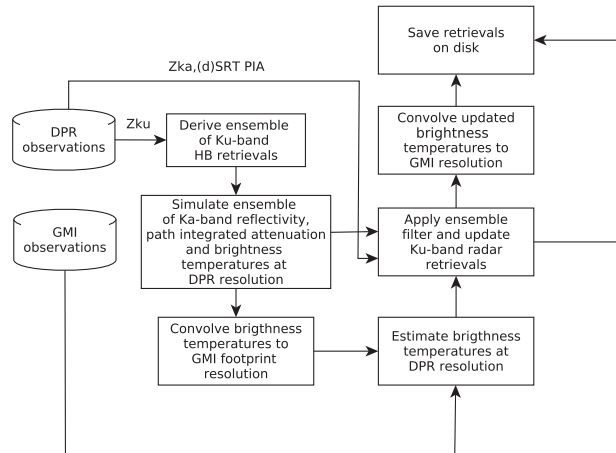 Save retrievals
on disk
Zka,(d)SRT PIA
DPR
observations
Zku
Derive ensemble
of Ku-band
HB retrievals
Convolve updated
brightness
temperatures to
GMI resolution
GMI
observations
Simulate ensemble
of Ka-band reflectivity,
path integrated attenuation
and brightness
temperatures at
DPR resolution
Apply ensemble
filter and update
Ku-band radar
retrievals
Convolve brigthness
temperatures to
GMI footprint
resolution
Estimate brigthness
temperatures at
DPR resolution